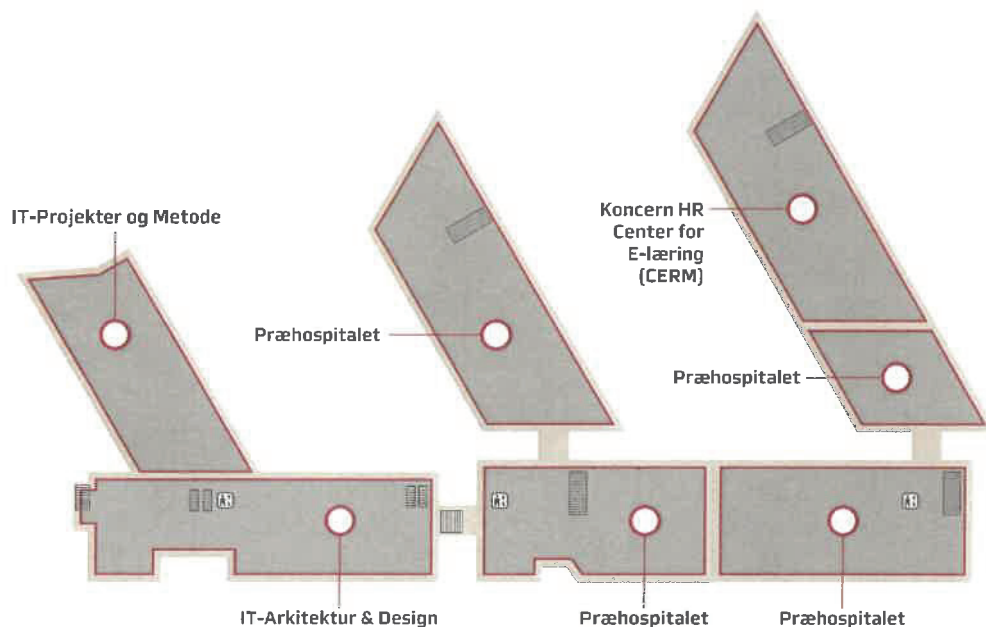 IT-Projekter og Metode
Præhospitalet
Koncern HR
Center for
E-læring
(CERM)
Præhospitalet
IT-Arkitektur & Design
Præhospitalet
Præhospitalet